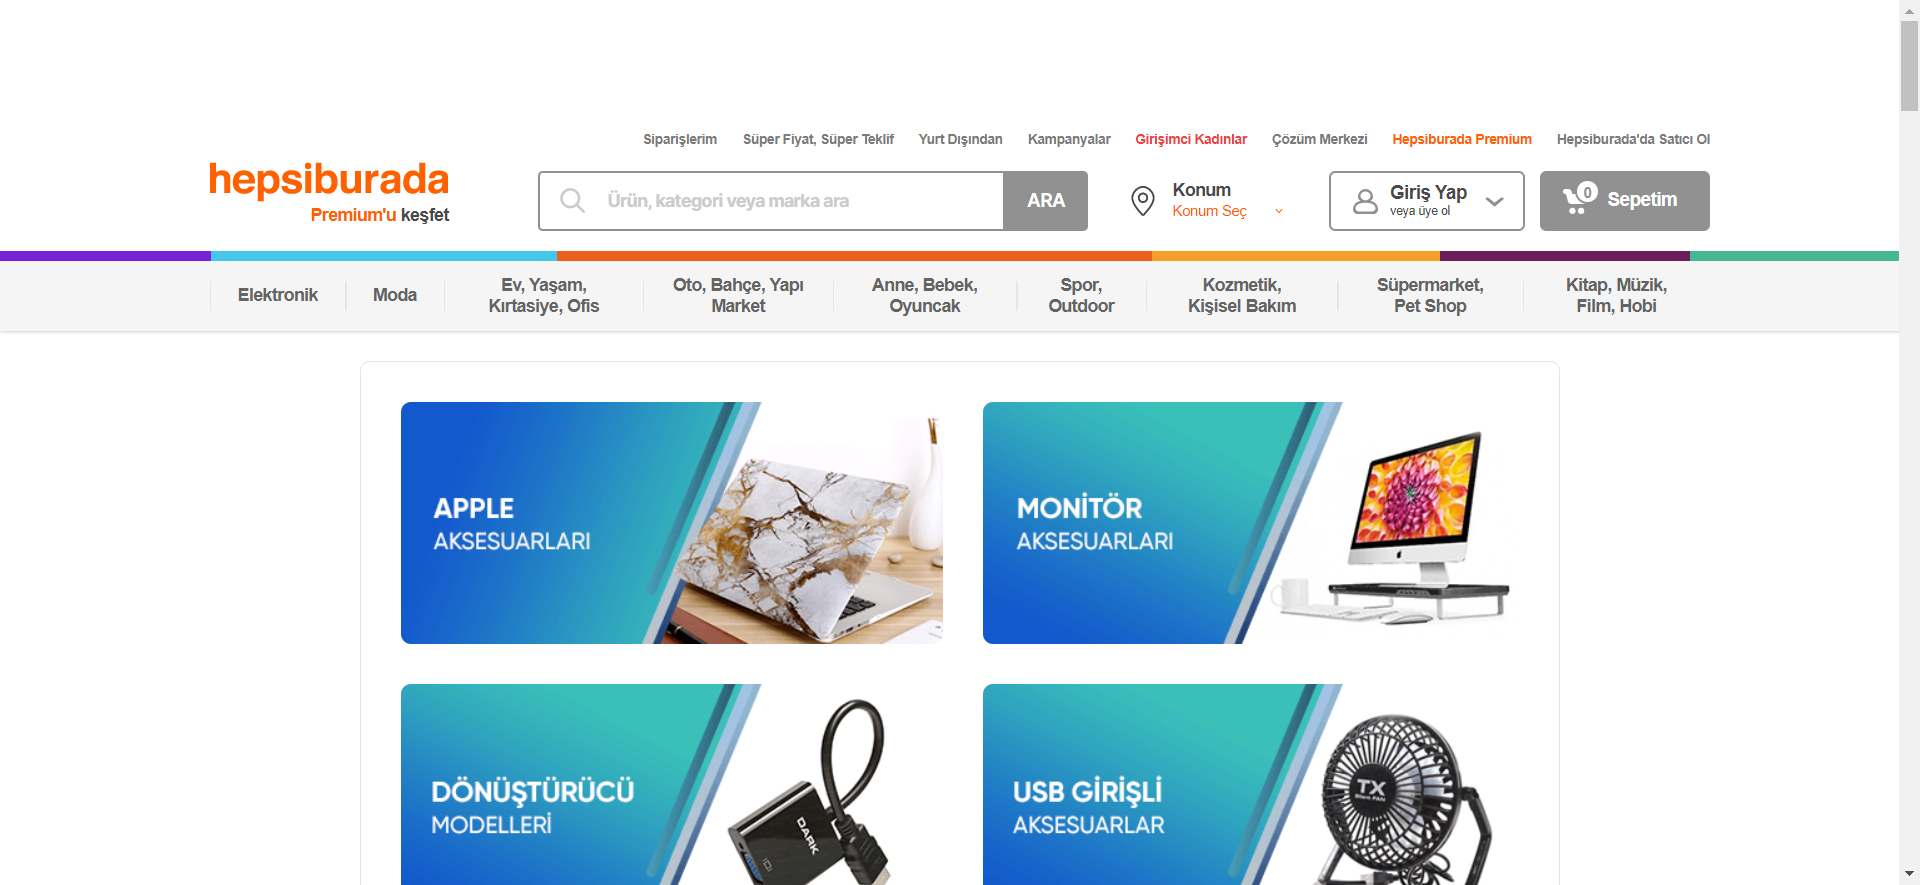 Siparişlerim Süper Fiyat, Süper Teklif Yurt Dışından Kampanyalar Girişimci Kadınlar Çözüm Merkezi Hepsiburada Premium Hepsiburada'da Satıcı Ol
hepsiburada
Premium'u keşfet
Ürün, kategori veya marka ara
ARA
Konum
Konum Seç
Giriş Yap
veya üye ol
0
Sepetim
Elektronik
Moda
Ev, Yaşam,
Kırtasiye, Ofis
Oto, Bahçe, Yapı
Market
Anne, Bebek,
Oyuncak
Spor,
Outdoor
Kozmetik,
Kişisel Bakım
Süpermarket,
Pet Shop
Kitap, Müzik,
Film, Hobi
APPLE
AKSESUARLARI
MONİTÖR
AKSESUARLARI
DÖNÜŞTÜRÜCÜ
MODELLERİ
DARK
USB GİRİŞLİ
AKSESUARLAR
TX